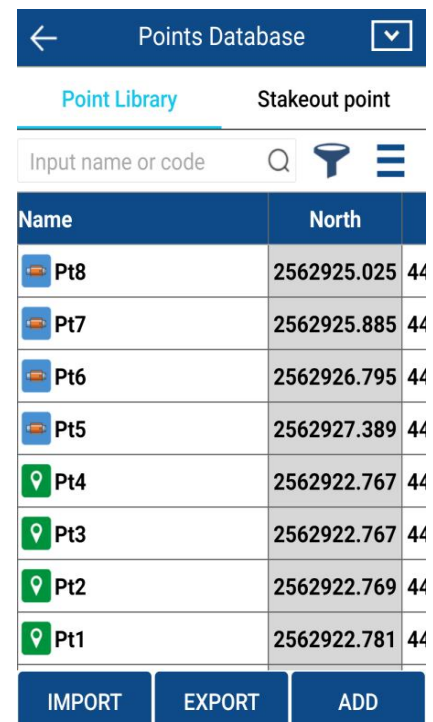 Points Database
Point Library Stakeout point
Input name or code
Name North
Pt8 2562925.025 44
Pt7 2562925.885 44
Pt6 2562926.795 44
Pt5 2562927.389 44
Pt4 2562922.767 44
Pt3 2562922.767 44
Pt2 2562922.769 44
Pt1 2562922.781 44
IMPORT EXPORT ADD